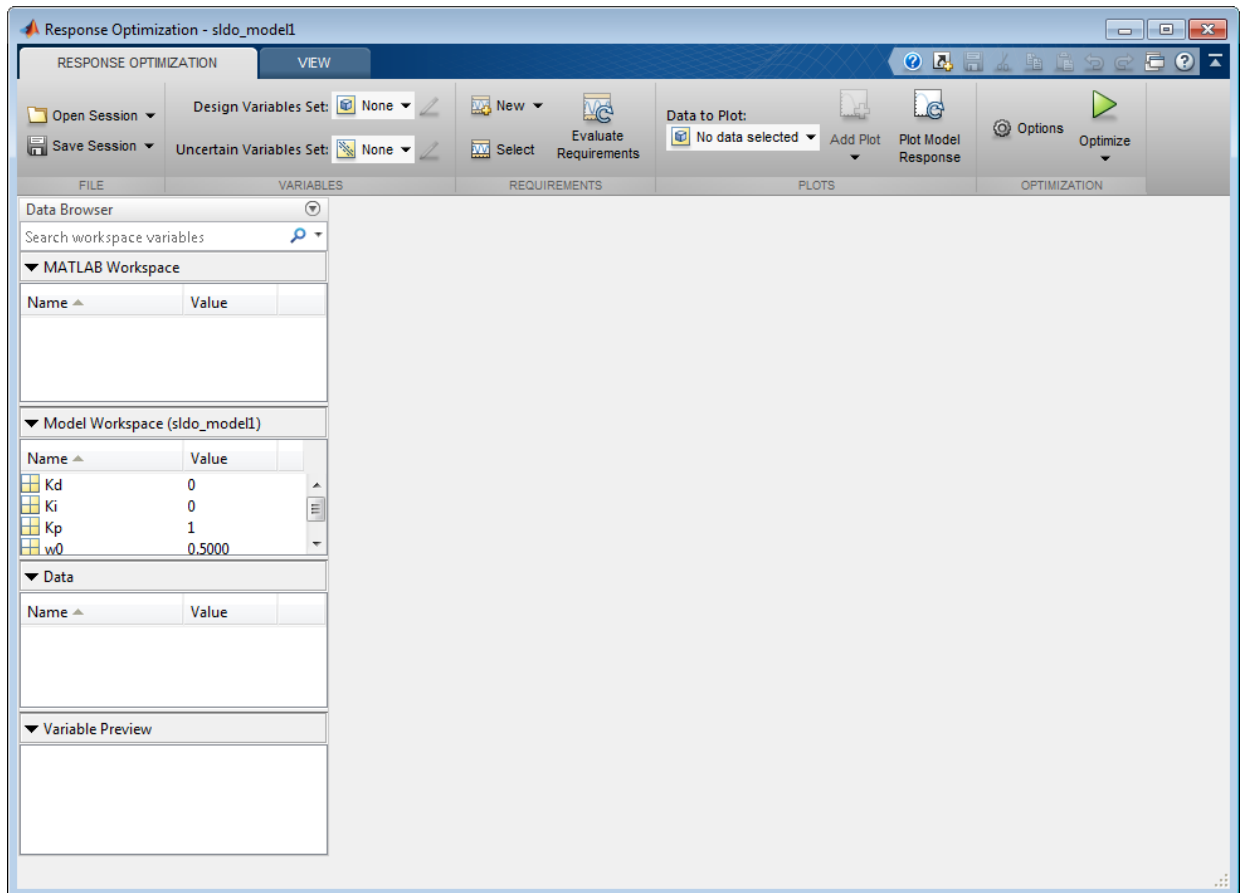 Response Optimization - sldo_model1
RESPONSE OPTIMIZATION VIEW
Open Session
Save Session
FILE
Design Variables Set: None
Uncertain Variables Set: None
VARIABLES
New
Select
Evaluate
Requirements
REQUIREMENTS
Data to Plot:
No data selected
Add Plot
Plot Model
Response
PLOTS
Options
Optimize
OPTIMIZATION
Data Browser
Search workspace variables
MATLAB Workspace
Name Value
Model Workspace (sldo_model1)
Name Value
Kd 0
Ki 0
Kp 1
w0 0.5000
Data
Name Value
Variable Preview